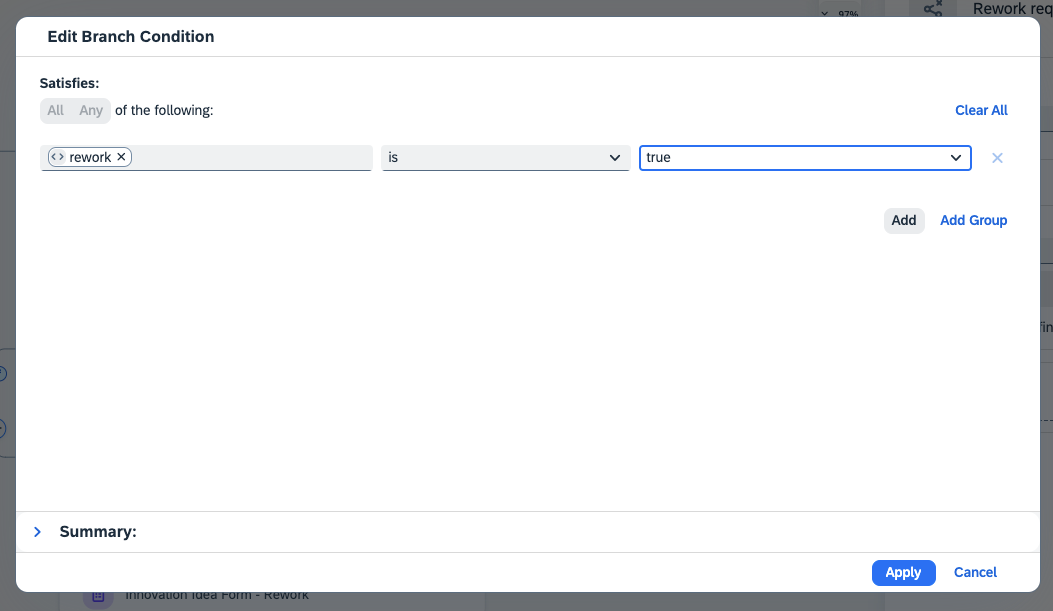 97%
Rework req
Edit Branch Condition
Satisfies:
All Any of the following:
Clear All
<> rework × is true ×
Add Add Group
fin
Summary:
Apply Cancel
Innovation Idea Form - Rework